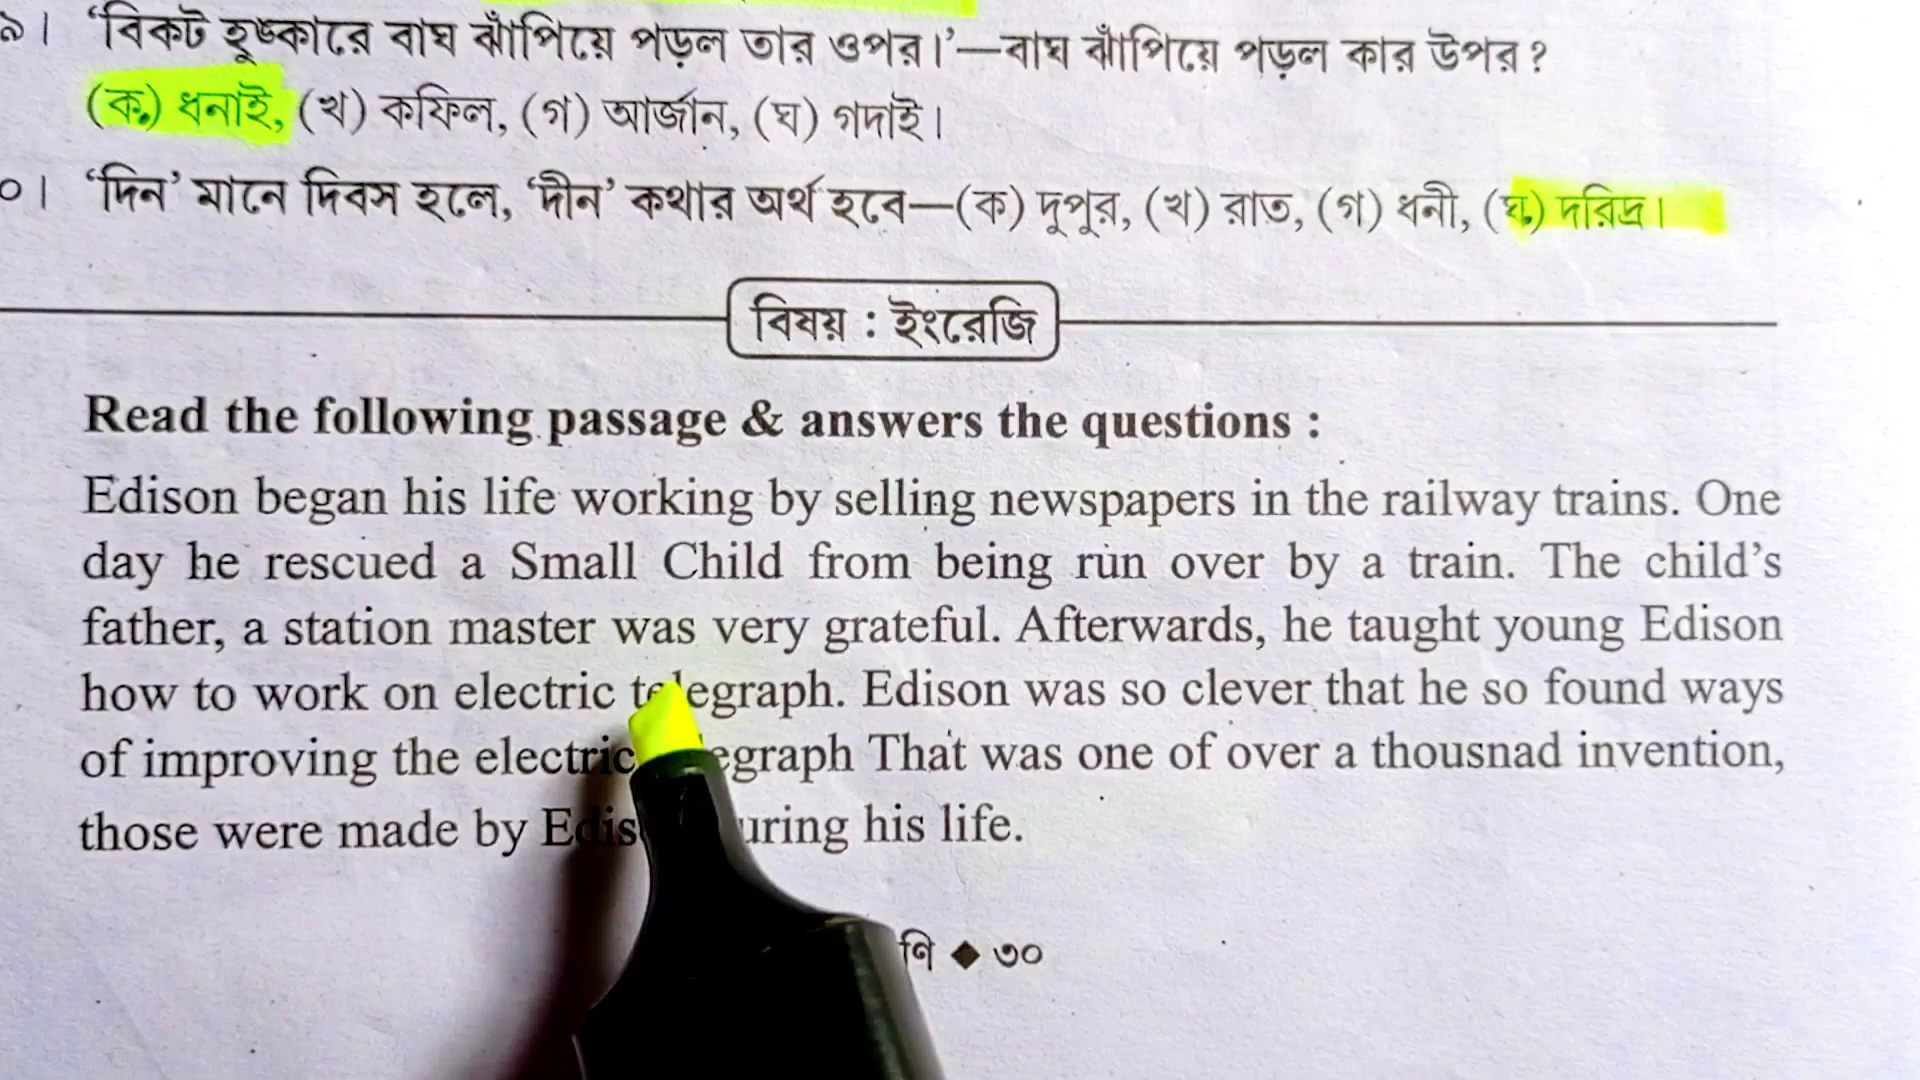 ৯। ‘বিকট হুঙ্কারে বাঘ ঝাঁপিয়ে পড়ল তার ওপর।’—বাঘ ঝাঁপিয়ে পড়ল কার উপর?
(ক) ধনাই, (খ) কফিল, (গ) আর্জান, (ঘ) গদাই।
০। ‘দিন’ মানে দিবস হলে, ‘দীন’ কথার অর্থ হবে—(ক) দুপুর, (খ) রাত, (গ) ধনী, (ঘ) দরিদ্র।
বিষয় : ইংরেজি
Read the following passage & answers the questions :
Edison began his life working by selling newspapers in the railway trains. One
day he rescued a Small Child from being run over by a train. The child’s
father, a station master was very grateful. Afterwards, he taught young Edison
how to work on electric telegraph. Edison was so clever that he so found ways
of improving the electric egraph That was one of over a thousnad invention,
those were made by Edis uring his life.
ণি ◆ ৩০